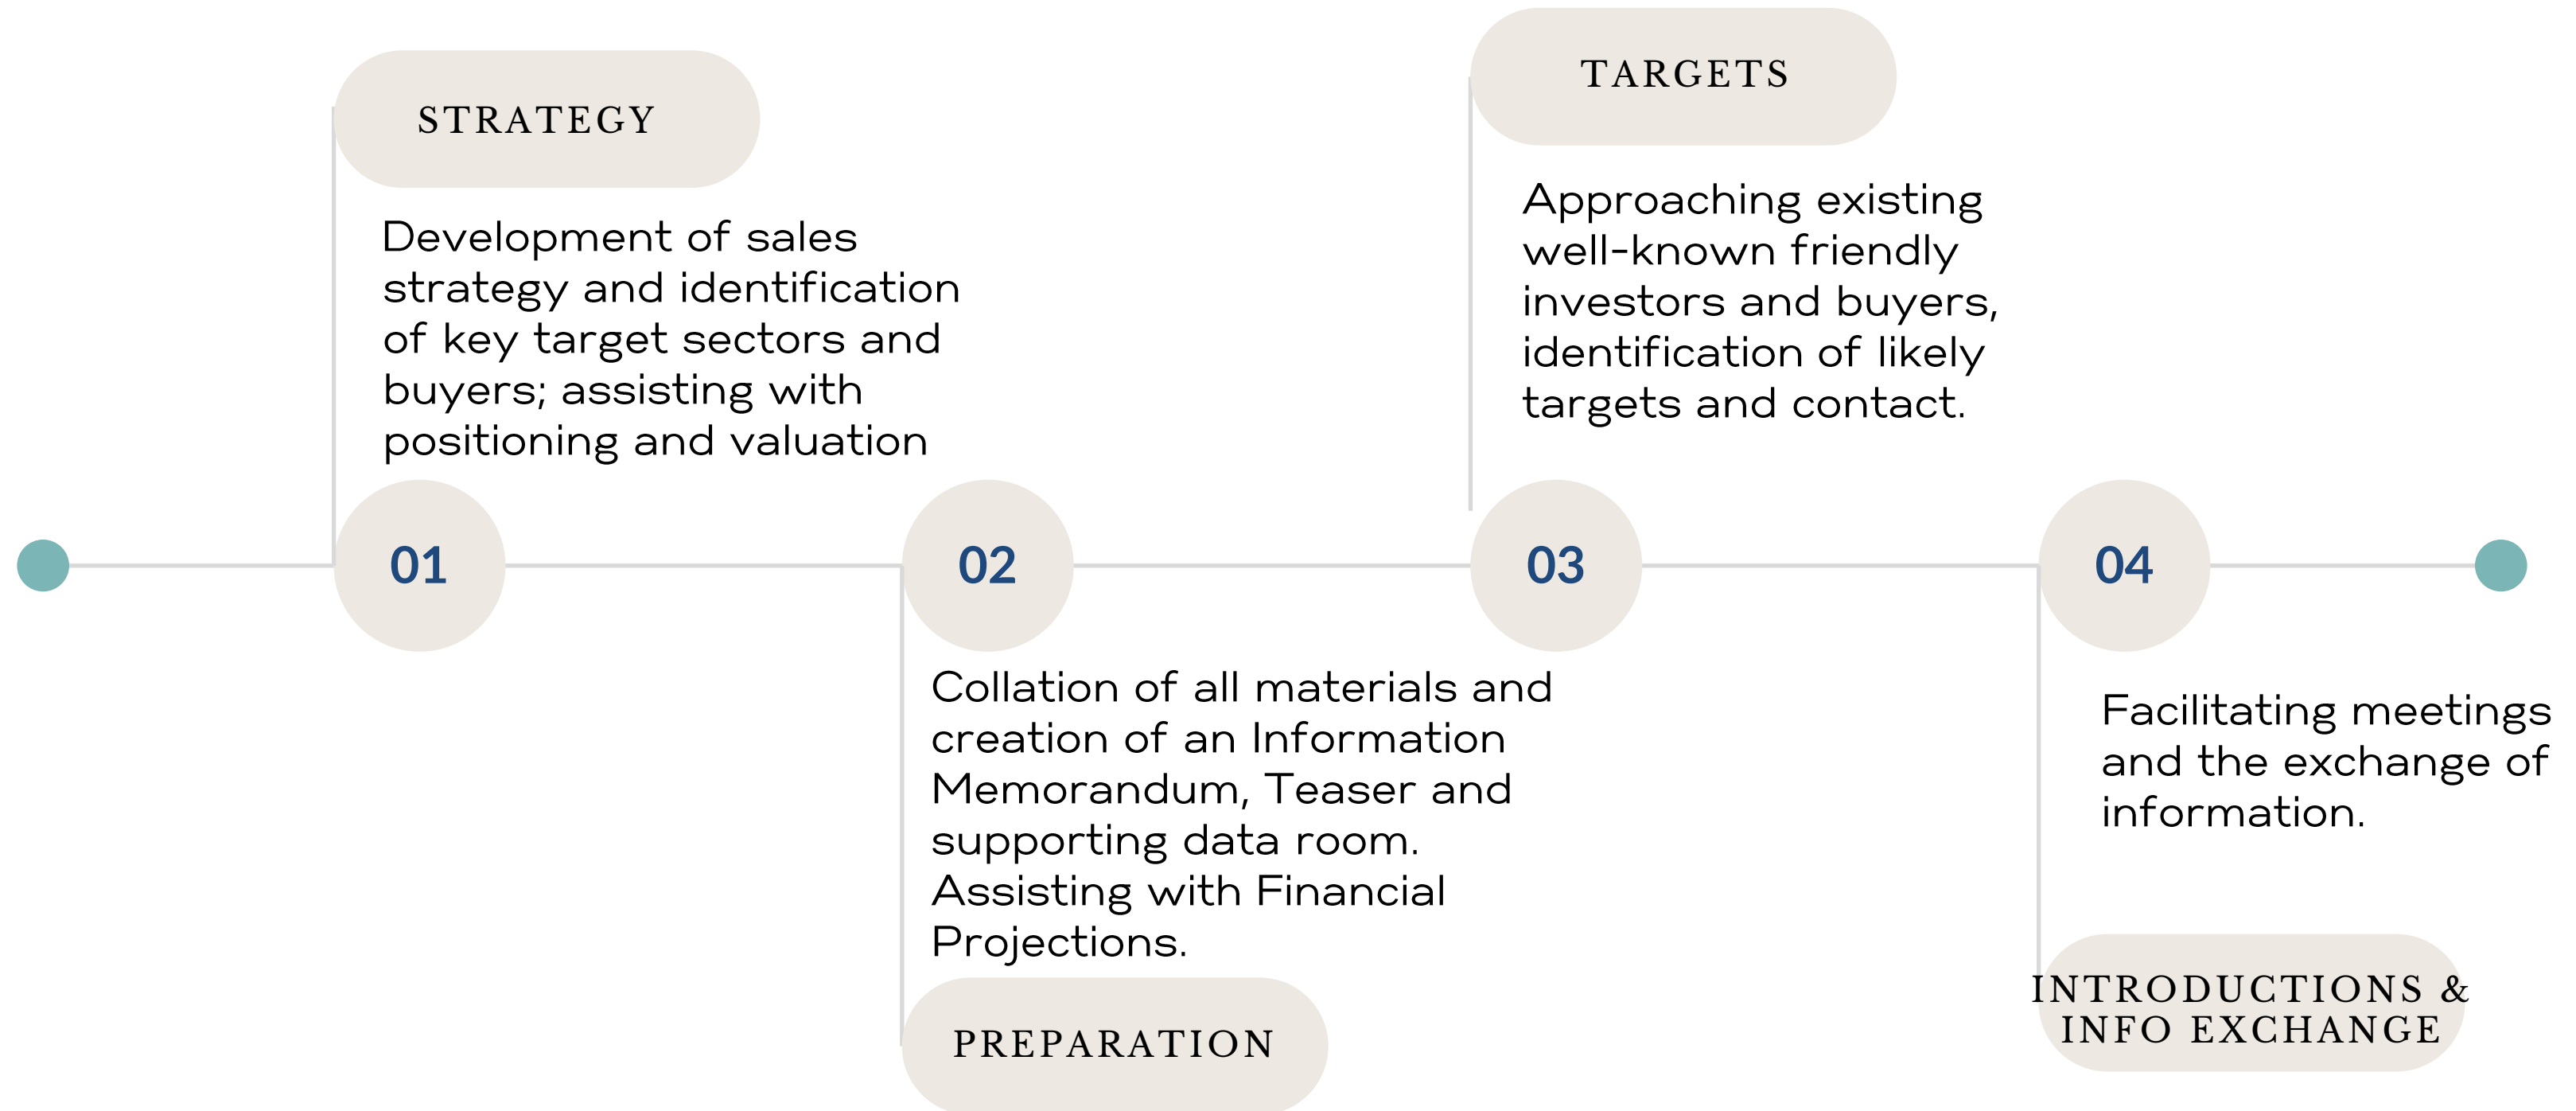 STRATEGY
Development of sales
strategy and identification
of key target sectors and
buyers; assisting with
positioning and valuation
01
02
Collation of all materials and
creation of an Information
Memorandum, Teaser and
supporting data room.
Assisting with Financial
Projections.
PREPARATION
TARGETS
Approaching existing
well-known friendly
investors and buyers,
identification of likely
targets and contact.
03
04
Facilitating meetings
and the exchange of
information.
INTRODUCTIONS &
INFO EXCHANGE